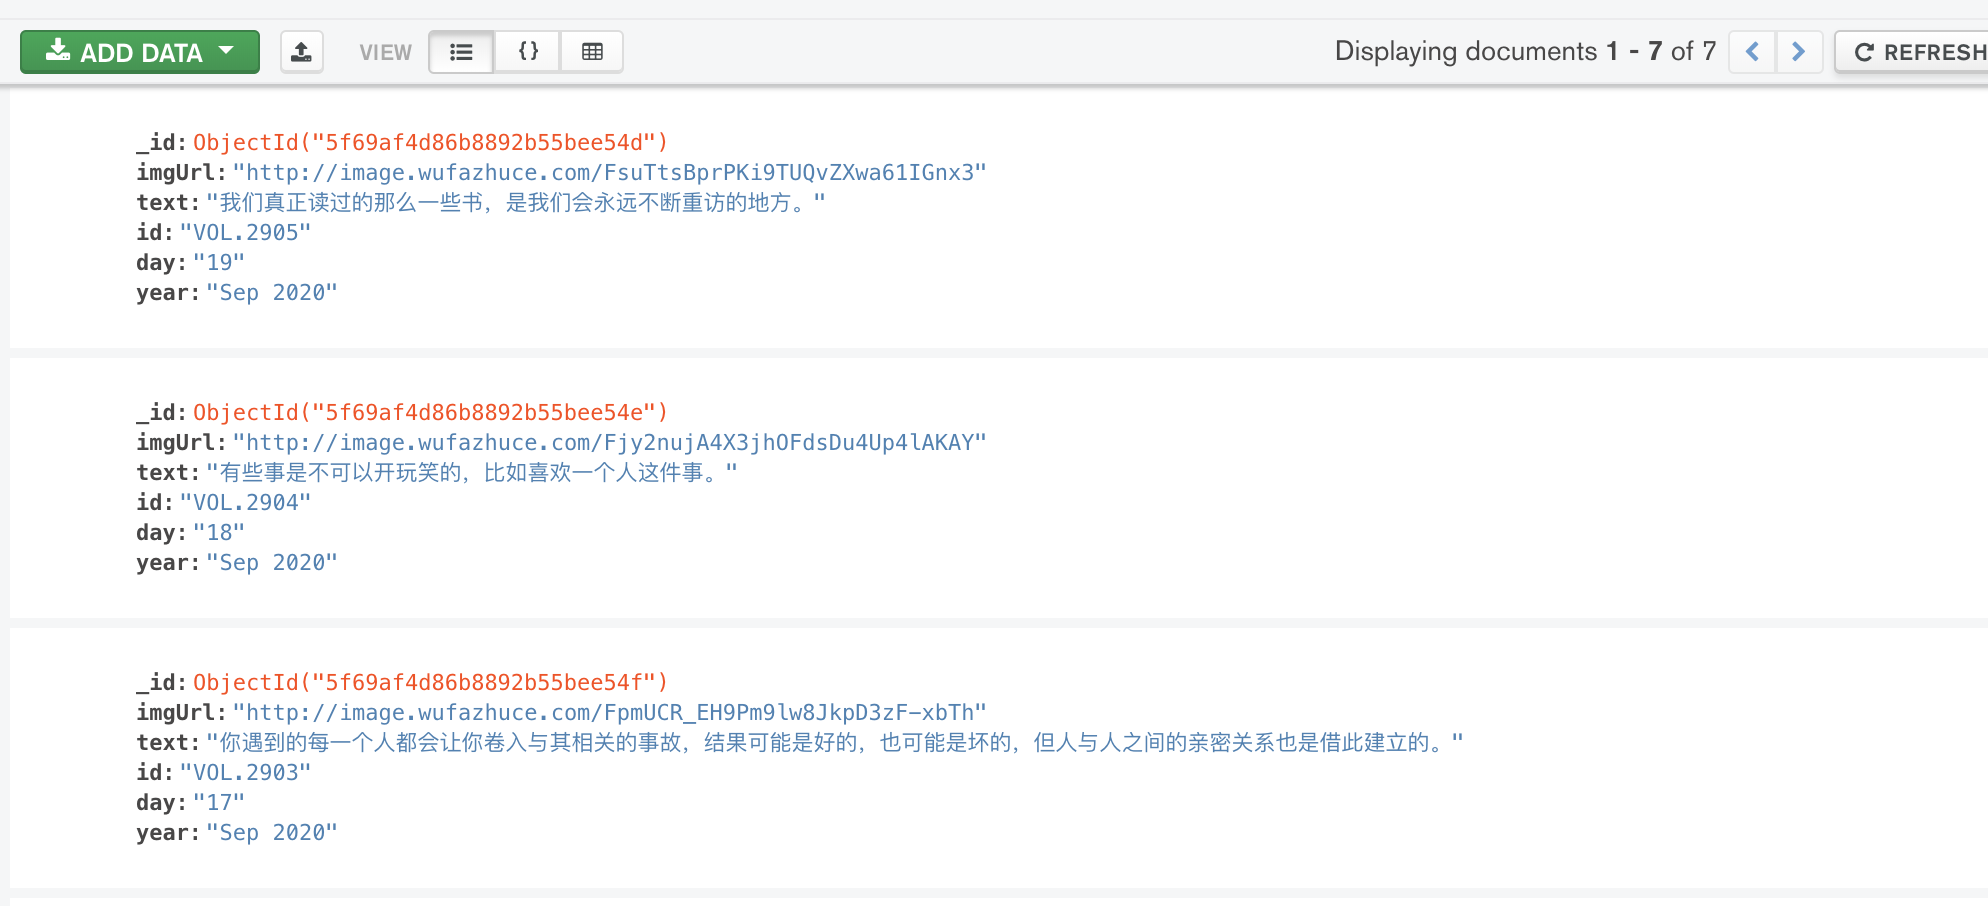 ADD DATA VIEW {} Displaying documents 1 - 7 of 7 REFRESH
_id: ObjectId("5f69af4d86b8892b55bee54d")
imgUrl: "http://image.wufazhuce.com/FsuTtsBprPKi9TUQvZXwa61IGnx3"
text: "我们真正读过的那么一些书，是我们会永远不断重访的地方。"
id: "VOL.2905"
day: "19"
year: "Sep 2020"
_id: ObjectId("5f69af4d86b8892b55bee54e")
imgUrl: "http://image.wufazhuce.com/Fjy2nujA4X3jhOFdsDu4Up4lAKAY"
text: "有些事是不可以开玩笑的，比如喜欢一个人这件事。"
id: "VOL.2904"
day: "18"
year: "Sep 2020"
_id: ObjectId("5f69af4d86b8892b55bee54f")
imgUrl: "http://image.wufazhuce.com/FpmUCR_EH9Pm9lw8JkpD3zF-xbTh"
text: "你遇到的每一个人都会让你卷入与其相关的事故，结果可能是好的，也可能是坏的，但人与人之间的亲密关系也是借此建立的。"
id: "VOL.2903"
day: "17"
year: "Sep 2020"